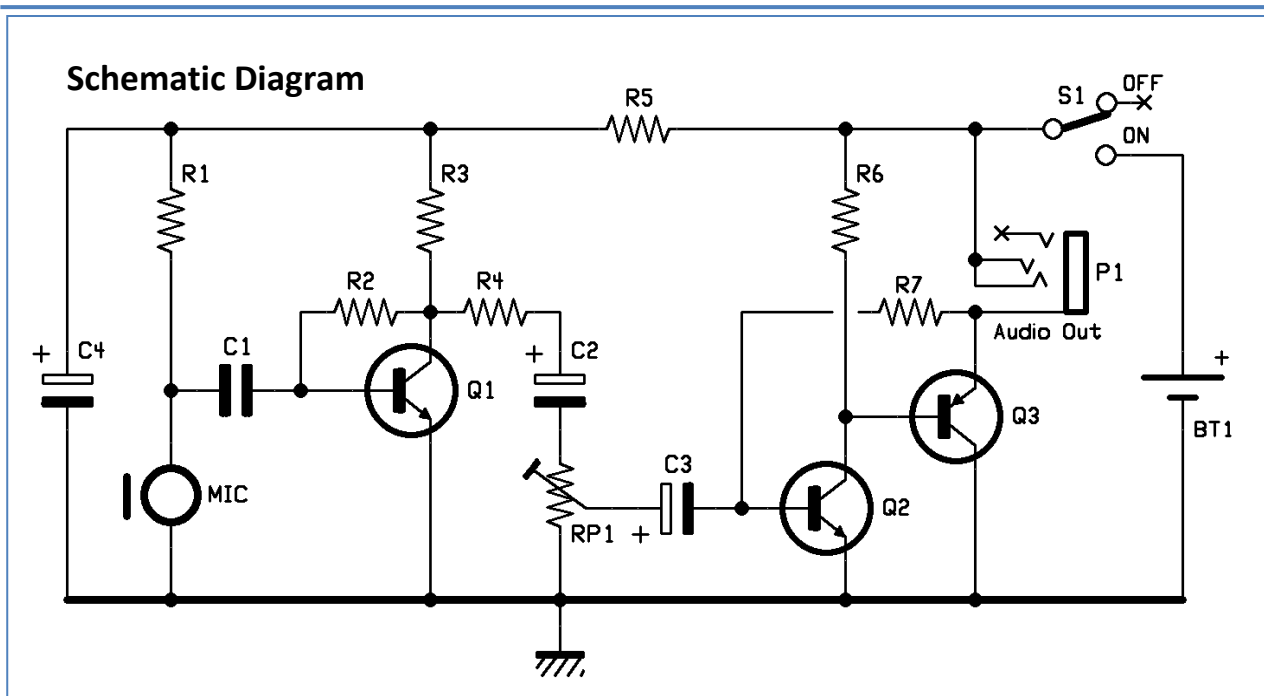 Schematic Diagram
R5
S1
OFF
ON
R1
R3
R6
R2
R4
R7
P1
Audio Out
+ C4
C1
+ C2
Q1
Q3
+
BT1
MIC
C3
RP1 +
Q2